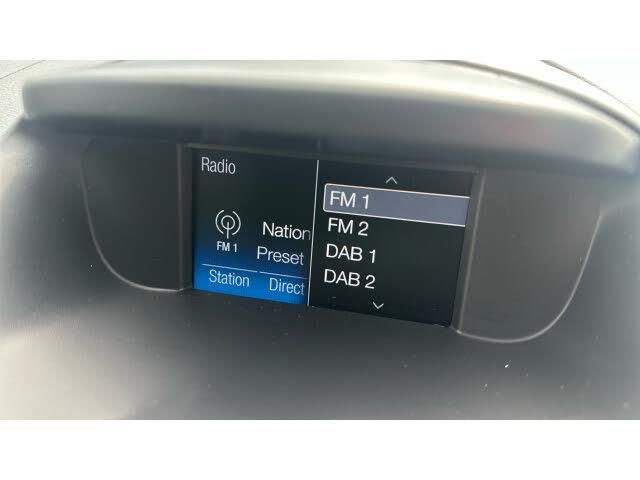 Radio
FM 1
Nation
Preset
Station Direct
FM 1
FM 2
DAB 1
DAB 2